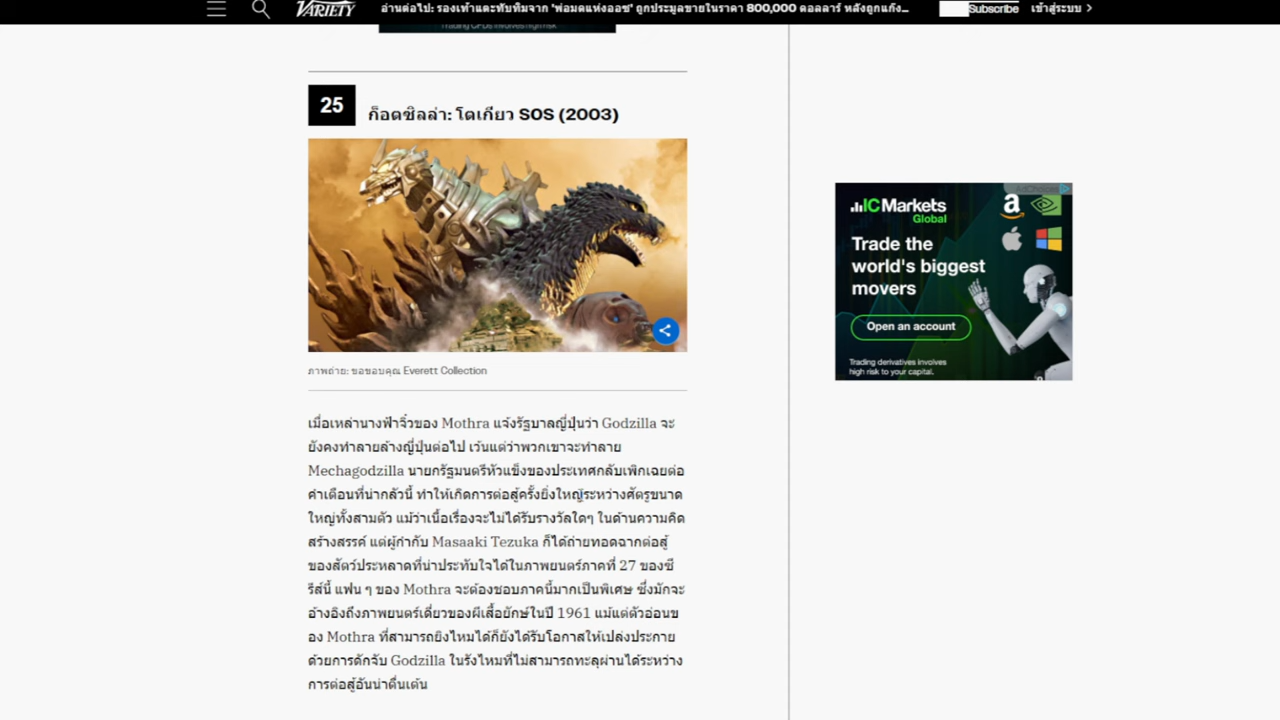 VARIETY
อ่านต่อไป: รองเท้าแตะทับทิมจาก 'พ่อมดแห่งออซ' ถูกประมูลขายในราคา 800,000 ดอลลาร์ หลังถูกแก๊ง...
Subscribe
เข้าสู่ระบบ
Trading CFDs involves high risk
25
ก็อตซิลล่า: โตเกียว SOS (2003)
ภาพถ่าย: ขอขอบคุณ Everett Collection
เมื่อเหล่านางฟ้าจิ๋วของ Mothra แจ้งรัฐบาลญี่ปุ่นว่า Godzilla จะ
ยังคงทำลายล้างญี่ปุ่นต่อไป เว้นแต่ว่าพวกเขาจะทำลาย
Mechagodzilla นายกรัฐมนตรีหัวแข็งของประเทศกลับเพิกเฉยต่อ
คำเตือนที่น่ากลัวนี้ ทำให้เกิดการต่อสู้ครั้งยิ่งใหญ่ระหว่างศัตรูขนาด
ใหญ่ทั้งสามตัว แม้ว่าเนื้อเรื่องจะไม่ได้รับรางวัลใดๆ ในด้านความคิด
สร้างสรรค์ แต่ผู้กำกับ Masaaki Tezuka ก็ได้ถ่ายทอดฉากต่อสู้
ของสัตว์ประหลาดที่น่าประทับใจได้ในภาพยนตร์ภาคที่ 27 ของซี
รีส์นี้ แฟน ๆ ของ Mothra จะต้องชอบภาคนี้มากเป็นพิเศษ ซึ่งมักจะ
อ้างอิงถึงภาพยนตร์เดี่ยวของผีเสื้อยักษ์ในปี 1961 แม้แต่ตัวอ่อนข
อง Mothra ที่สามารถยิงไหมได้ก็ยังได้รับโอกาสให้เปล่งประกาย
ด้วยการดักจับ Godzilla ในรังไหมที่ไม่สามารถทะลุผ่านได้ระหว่าง
การต่อสู้อันน่าตื่นเต้น
AdChoices
IC Markets
Global
Trade the
world's biggest
movers
Open an account
Trading derivatives involves
high risk to your capital.